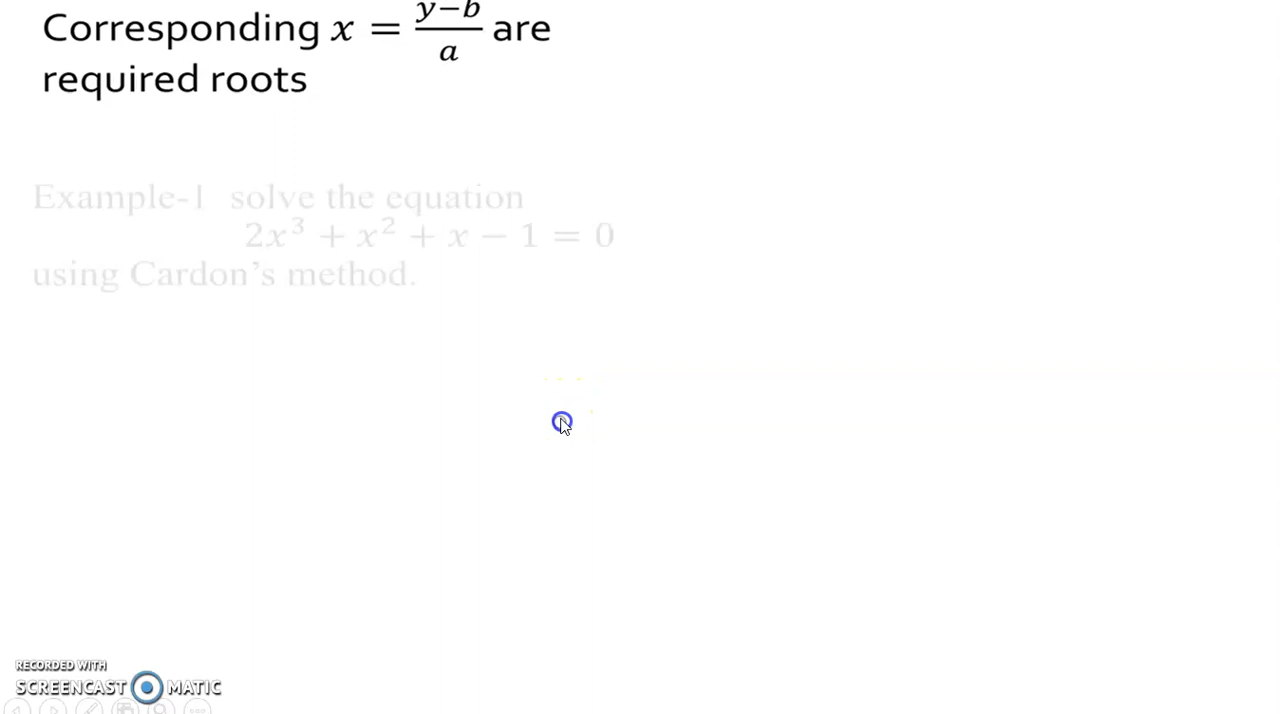 Corresponding x = \frac{y-b}{a} are
required roots
Example-1 solve the equation
2x³ + x² + x − 1 = 0
using Cardon's method.
RECORDED WITH
SCREENCAST MATIC